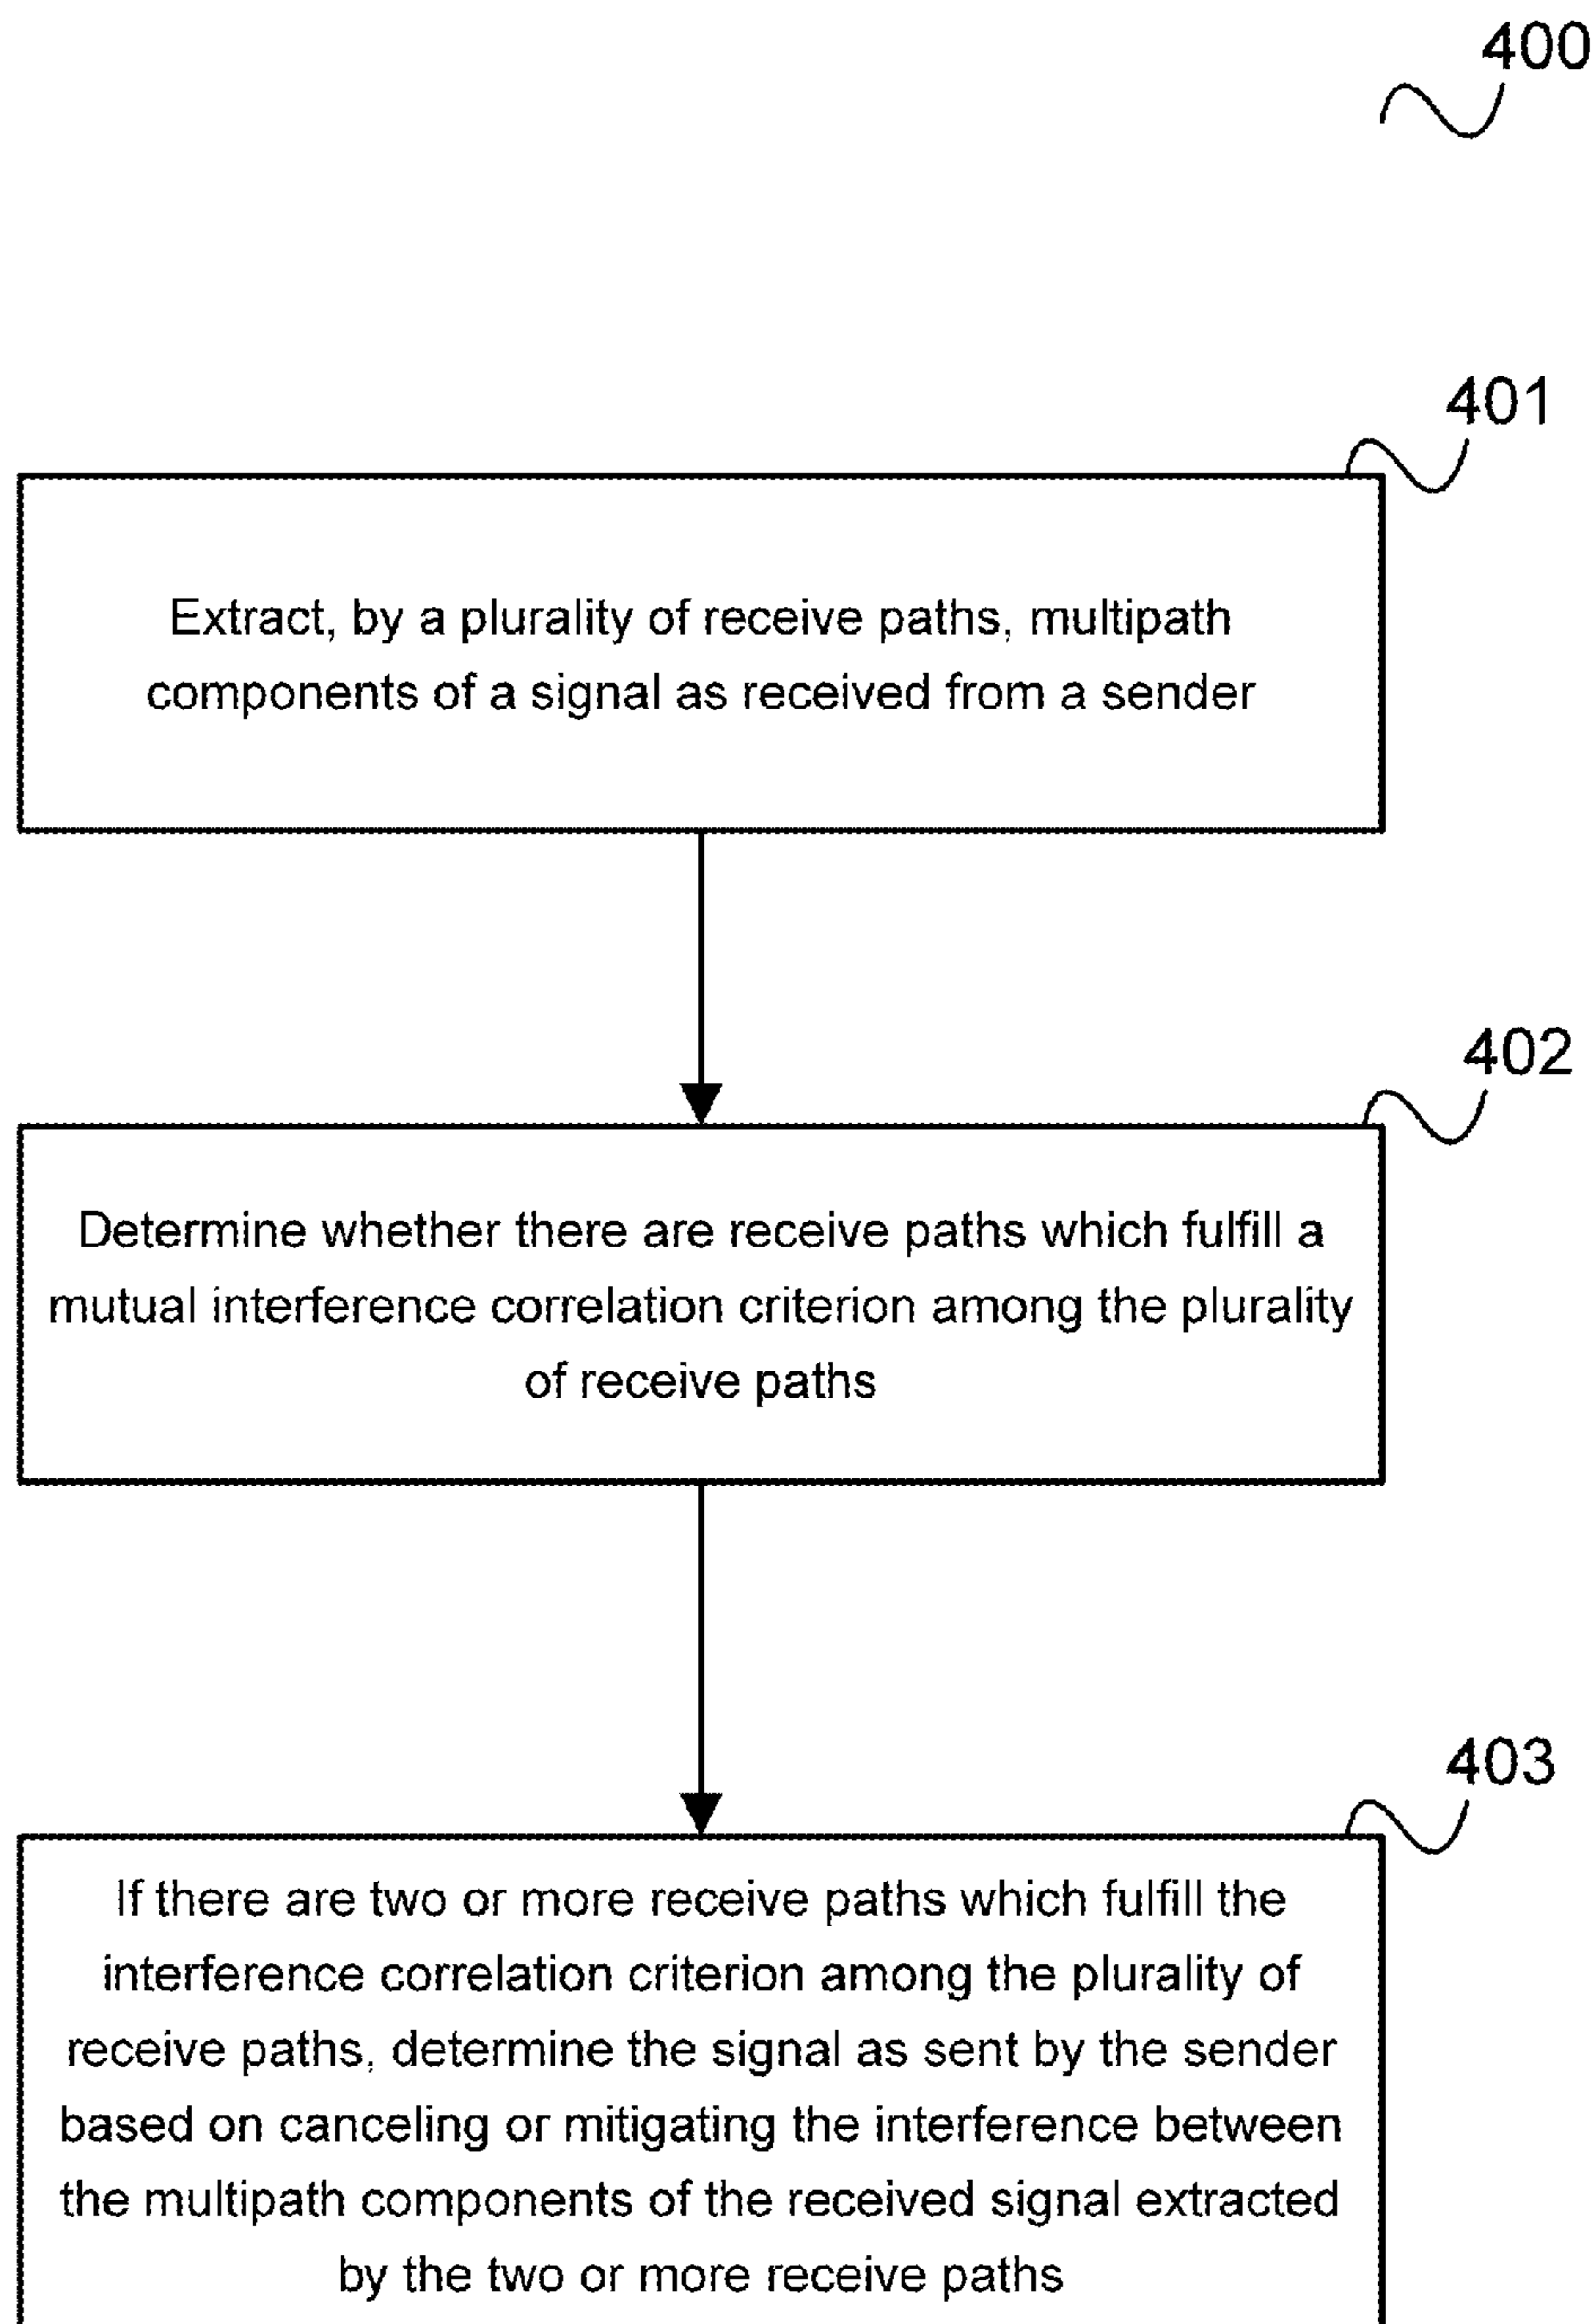 400
401
Extract, by a plurality of receive paths, multipath
components of a signal as received from a sender
402
Determine whether there are receive paths which fulfill a
mutual interference correlation criterion among the plurality
of receive paths
403
If there are two or more receive paths which fulfill the
interference correlation criterion among the plurality of
receive paths, determine the signal as sent by the sender
based on canceling or mitigating the interference between
the multipath components of the received signal extracted
by the two or more receive paths